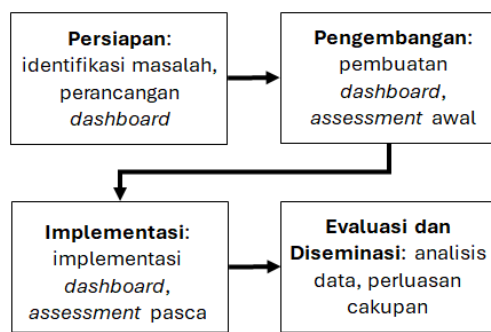 Persiapan:
identifikasi masalah,
perancangan
dashboard
Pengembangan:
pembuatan
dashboard,
assessment awal
Implementasi:
implementasi
dashboard,
assessment pasca
Evaluasi dan
Diseminasi: analisis
data, perluasan
cakupan